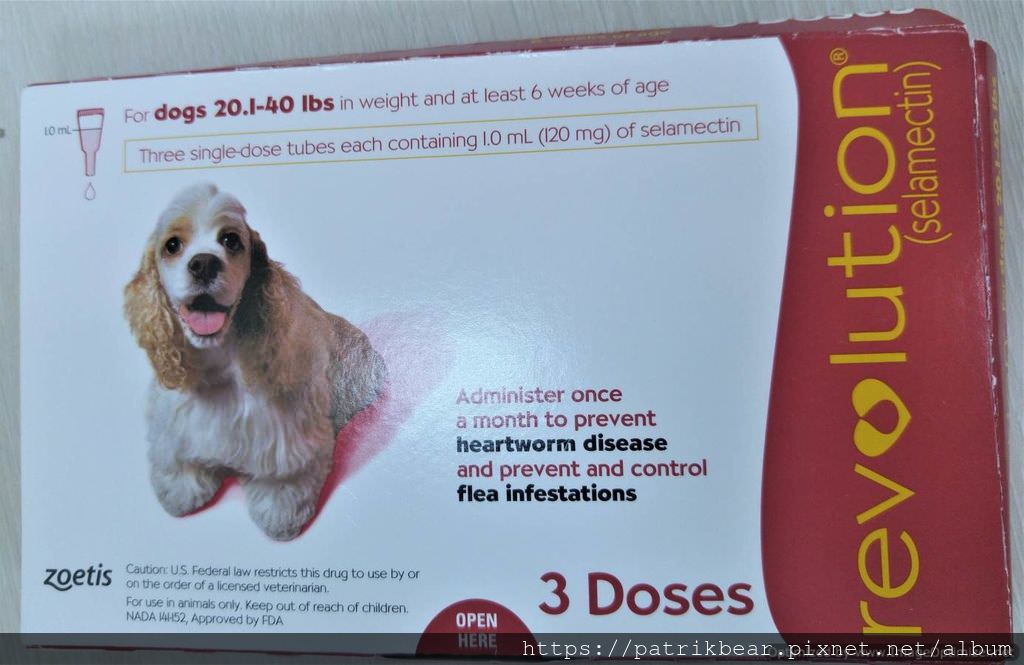 For dogs 20.1-40 lbs in weight and at least 6 weeks of age
1.0 mL
Three single-dose tubes each containing 1.0 mL (120 mg) of selamectin
Administer once
a month to prevent
heartworm disease
and prevent and control
flea infestations
zoetis
Caution: U.S. Federal law restricts this drug to use by or
on the order of a licensed veterinarian.
For use in animals only. Keep out of reach of children.
NADA 141-152, Approved by FDA
3 Doses
OPEN
HERE
revolution®
(selamectin)
https://patrikbear.pixnet.net/album